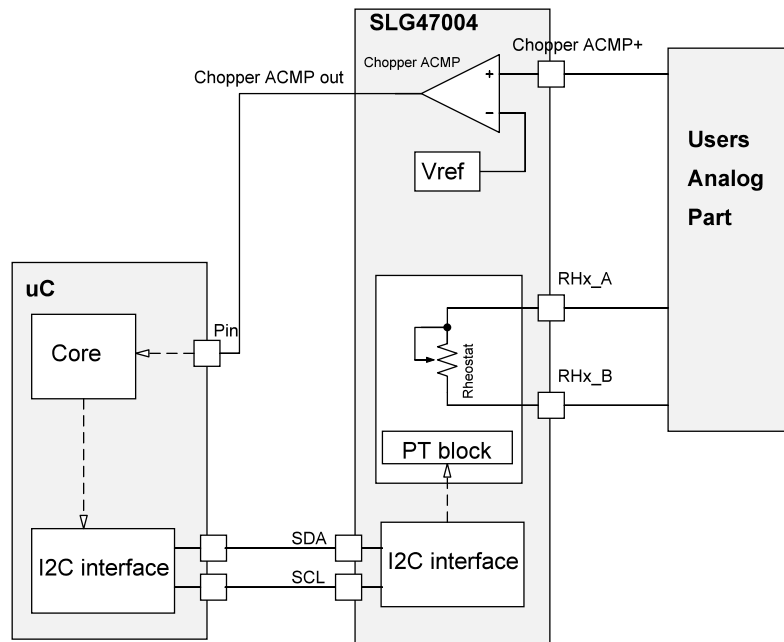 SLG47004
Chopper ACMP+
Chopper ACMP
Chopper ACMP out
+
−
Vref
Users
Analog
Part
uC
Core
Pin
RHx_A
Rheostat
RHx_B
PT block
I2C interface
SDA
SCL
I2C interface